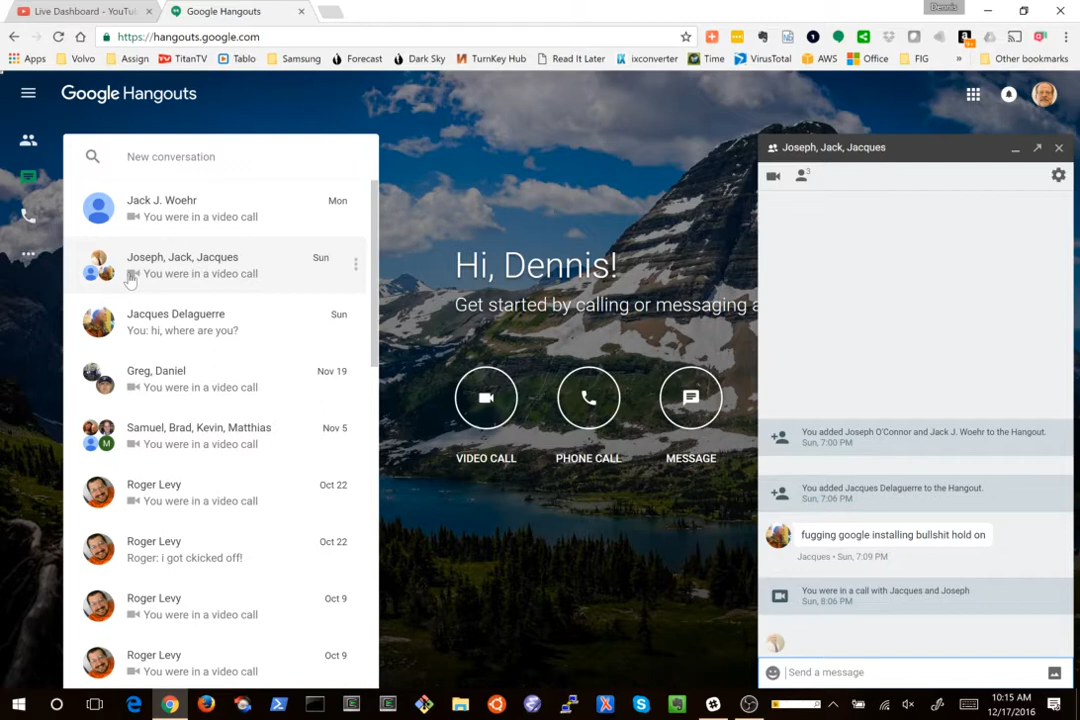 Live Dashboard - YouTu
Google Hangouts
Dennis
https://hangouts.google.com
Apps
Volvo
Assign
TitanTV
Tablo
Samsung
Forecast
Dark Sky
TurnKey Hub
Read It Later
ixconverter
Time
VirusTotal
AWS
Office
FIG
»
Other bookmarks
Google Hangouts
New conversation
Jack J. Woehr
Mon
You were in a video call
Joseph, Jack, Jacques
Sun
You were in a video call
Jacques Delaguerre
Sun
You: hi, where are you?
Greg, Daniel
Nov 19
You were in a video call
Samuel, Brad, Kevin, Matthias
Nov 5
M
You were in a video call
Roger Levy
Oct 22
You were in a video call
Roger Levy
Oct 22
Roger: i got ckicked off!
Roger Levy
Oct 9
You were in a video call
Roger Levy
Oct 9
You were in a video call
Hi, Dennis!
Get started by calling or messaging a
VIDEO CALL
PHONE CALL
MESSAGE
Joseph, Jack, Jacques
3
You added Joseph O'Connor and Jack J. Woehr to the Hangout.
Sun, 7:00 PM
You added Jacques Delaguerre to the Hangout.
Sun, 7:06 PM
fugging google installing bullshit hold on
Jacques • Sun, 7:09 PM
You were in a call with Jacques and Joseph
Sun, 8:06 PM
Send a message
10:15 AM
12/17/2016